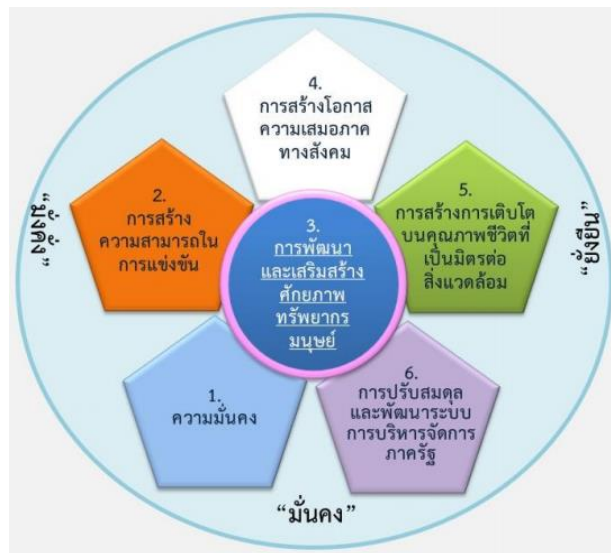 4.
การสร้างโอกาส
ความเสมอภาค
ทางสังคม
2.
การสร้าง
ความสามารถใน
การแข่งขัน
3.
การพัฒนา
และเสริมสร้าง
ศักยภาพ
ทรัพยากร
มนุษย์
5.
การสร้างการเติบโต
บนคุณภาพชีวิตที่
เป็นมิตรต่อ
สิ่งแวดล้อม
1.
ความมั่นคง
6.
การปรับสมดุล
และพัฒนาระบบ
การบริหารจัดการ
ภาครัฐ
“มั่งคั่ง”
“ยั่งยืน”
“มั่นคง”